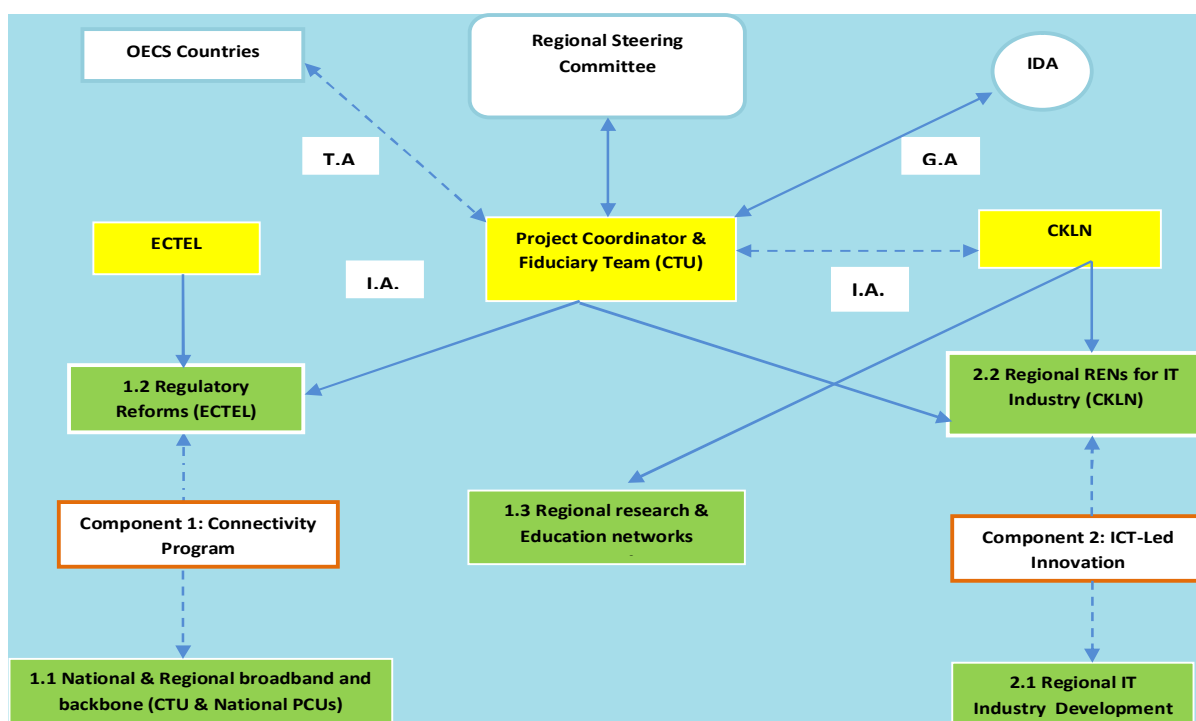 OECS Countries
Regional Steering
Committee
IDA
T.A
G.A
ECTEL
Project Coordinator &
Fiduciary Team (CTU)
CKLN
I.A.
I.A.
1.2 Regulatory
Reforms (ECTEL)
2.2 Regional RENs for IT
Industry (CKLN)
1.3 Regional research &
Education networks
Component 1: Connectivity
Program
Component 2: ICT-Led
Innovation
1.1 National & Regional broadband and
backbone (CTU & National PCUs)
2.1 Regional IT
Industry Development